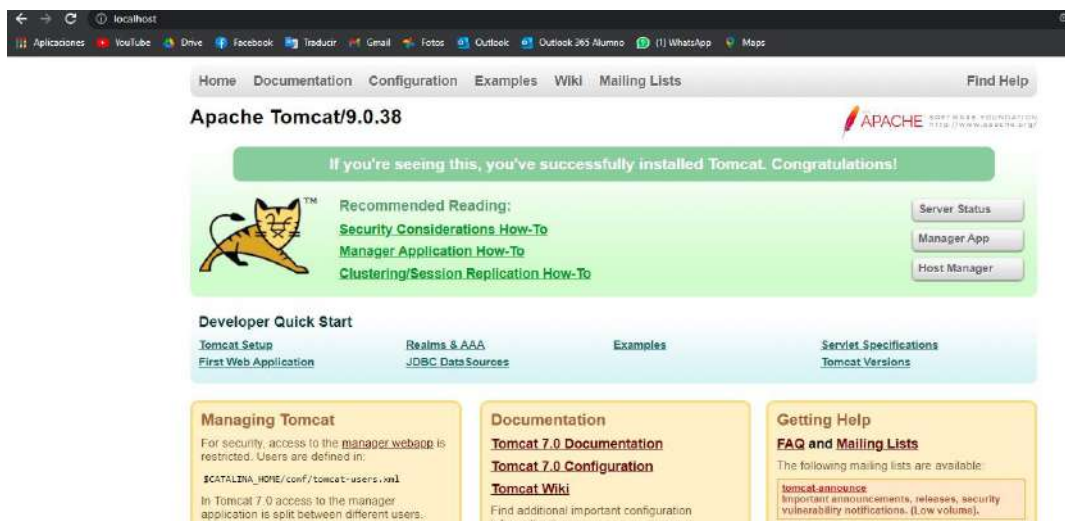 localhost
Aplicaciones YouTube Drive Facebook Traducir Gmail Fotos Outlook Outlook 365 Alumno (1) WhatsApp Maps
Home Documentation Configuration Examples Wiki Mailing Lists Find Help
Apache Tomcat/9.0.38
APACHE SOFTWARE FOUNDATION
http://www.apache.org/
If you're seeing this, you've successfully installed Tomcat. Congratulations!
TM
Recommended Reading:
Security Considerations How-To
Manager Application How-To
Clustering/Session Replication How-To
Server Status
Manager App
Host Manager
Developer Quick Start
Tomcat Setup
First Web Application
Realms & AAA
JDBC DataSources
Examples
Servlet Specifications
Tomcat Versions
Managing Tomcat
For security, access to the manager webapp is
restricted. Users are defined in:
$CATALINA_HOME/conf/tomcat-users.xml
In Tomcat 7.0 access to the manager
application is split between different users.
Documentation
Tomcat 7.0 Documentation
Tomcat 7.0 Configuration
Tomcat Wiki
Find additional important configuration
Getting Help
FAQ and Mailing Lists
The following mailing lists are available:
tomcat-announce
Important announcements, releases, security
vulnerability notifications. (Low volume).